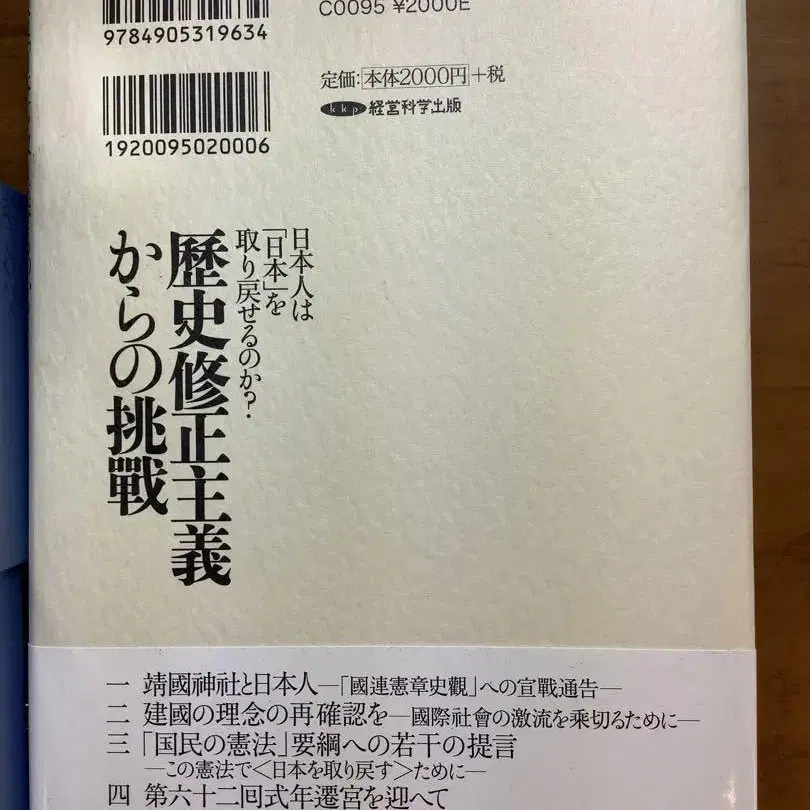 9784905319634
C0095 ¥2000E
1920095020006
定価:本体2000円+税
kkp 経営科学出版
日本人は
「日本」を
取り戻せるのか?
歷史修正主義
からの挑戰
一 靖國神社と日本人―「國連憲章史觀」への宣戰通告―
二 建國の理念の再確認を―國際社會の激流を乗切るために―
三 「国民の憲法」要綱への若干の提言
―この憲法で<日本を取り戻す>ために―
四 第六十二回式年遷宮を迎へて